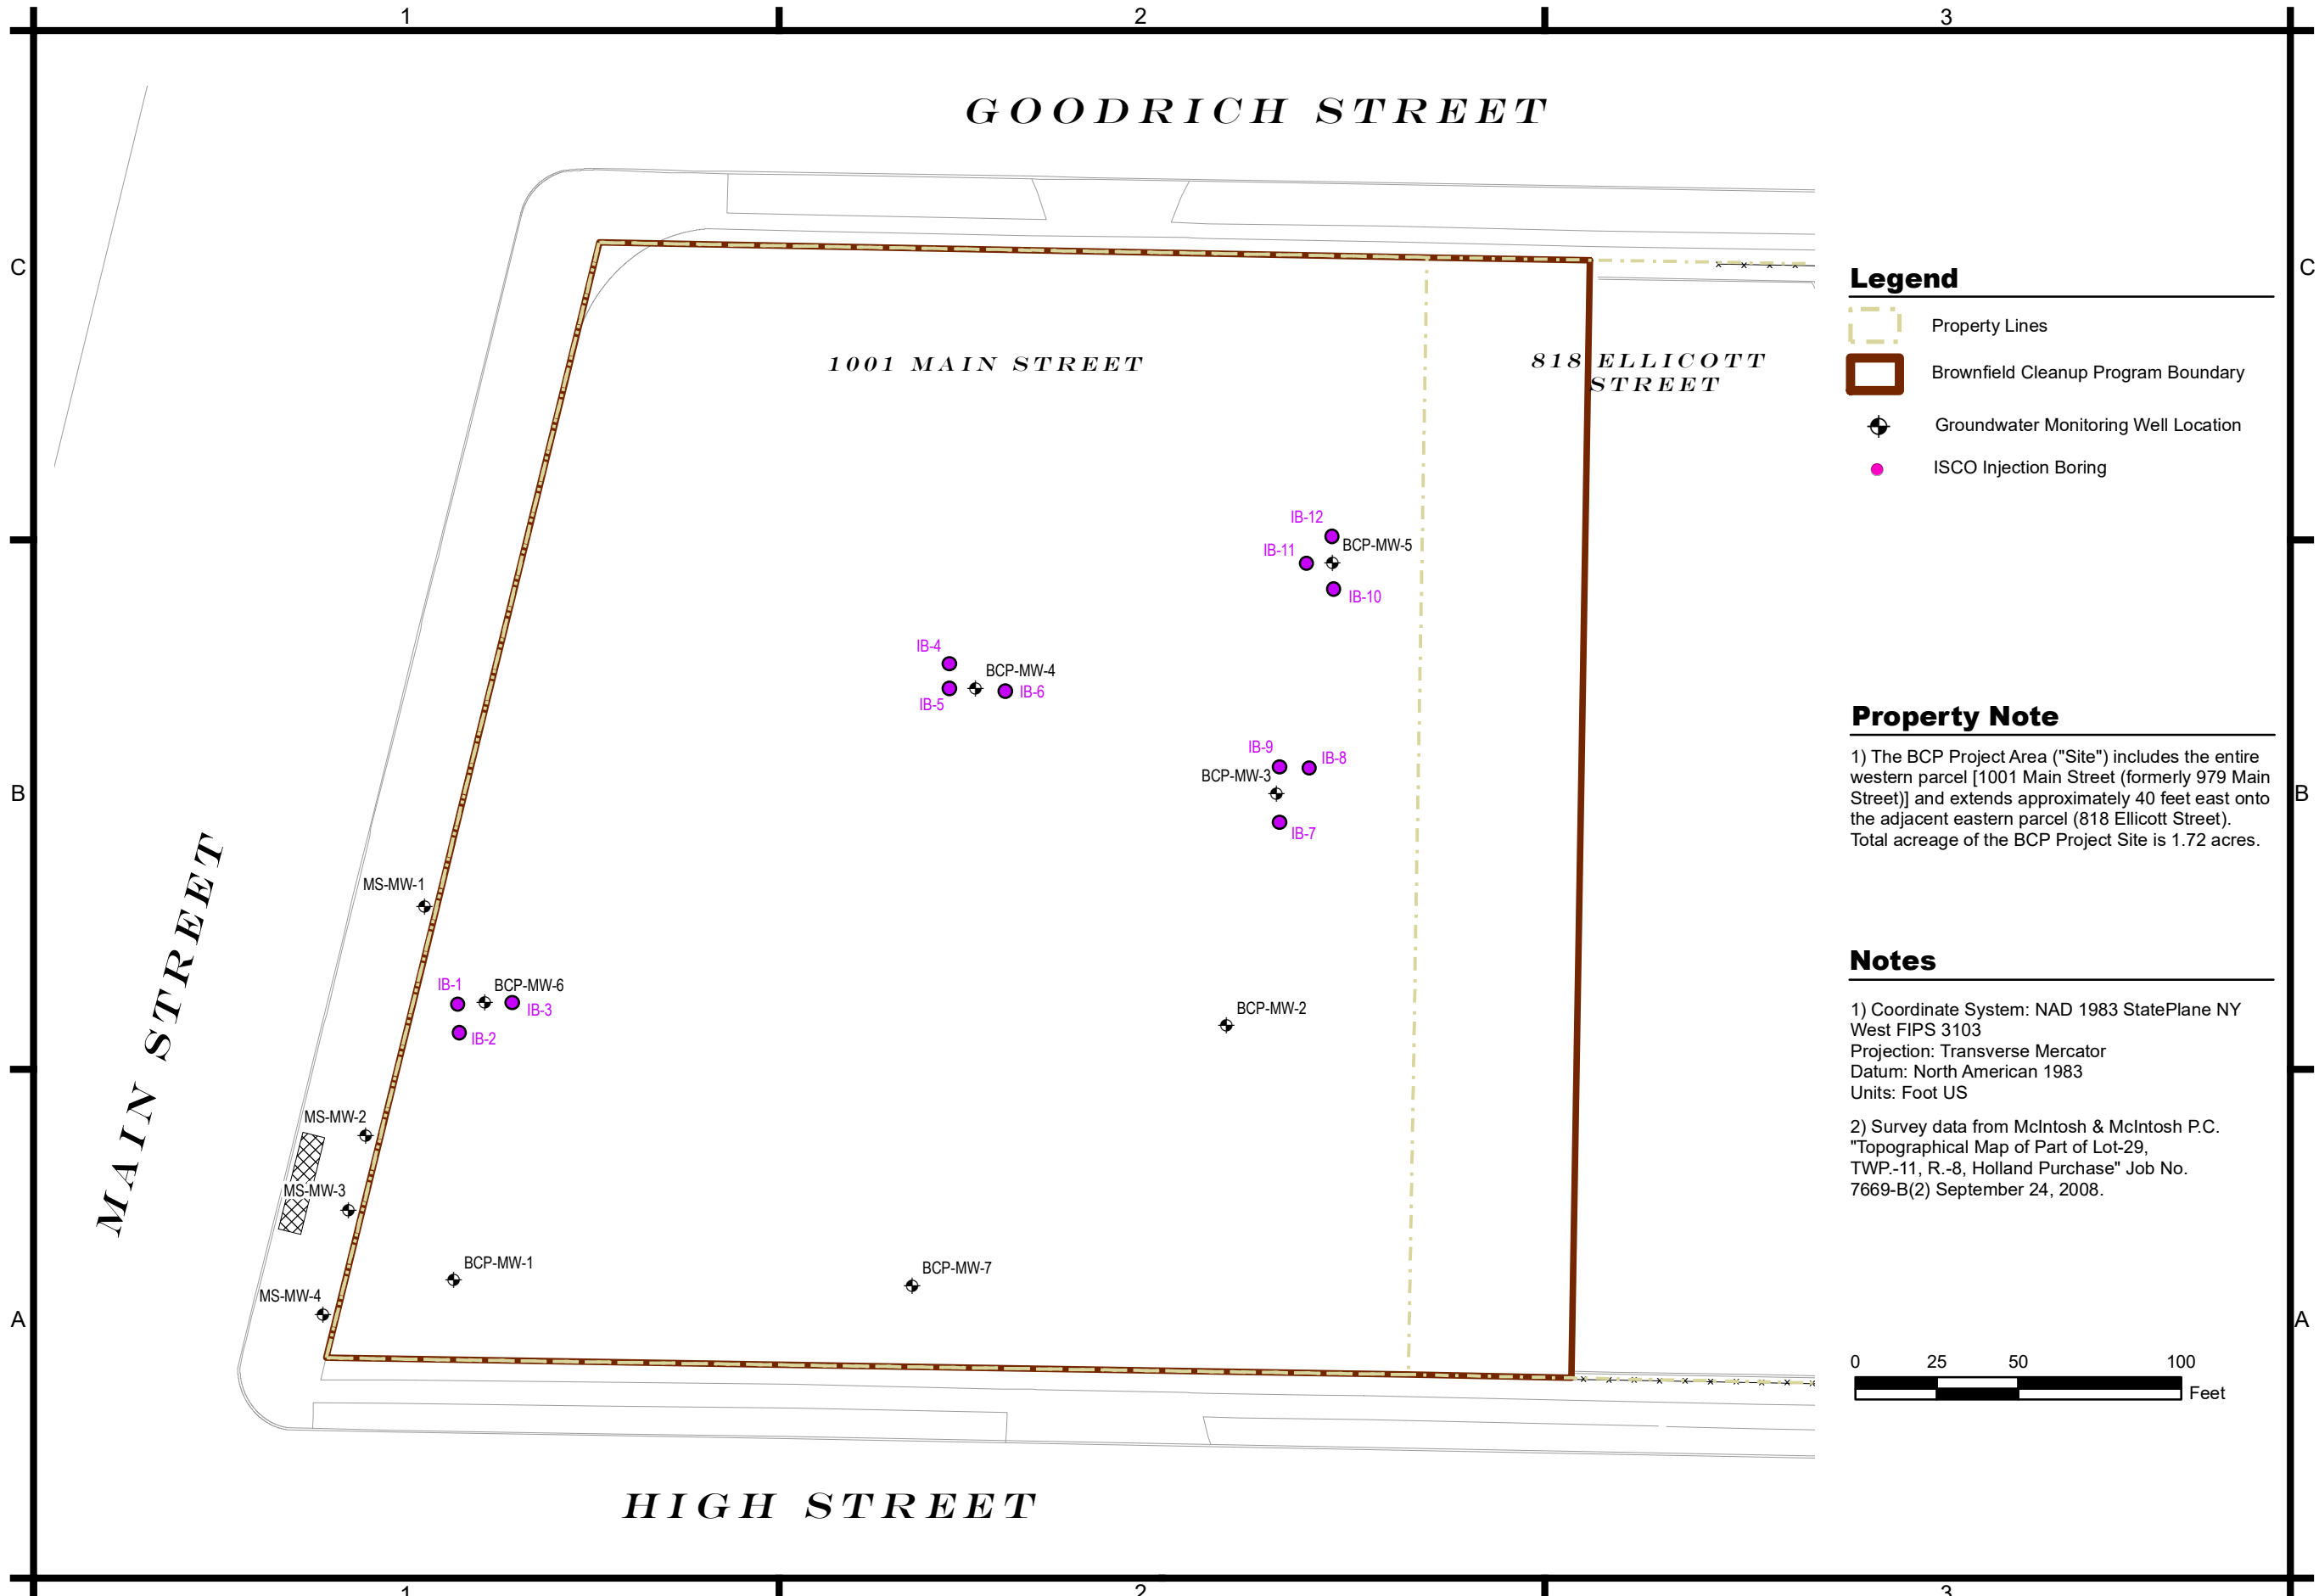 1
2
3
GOODRICH STREET
C
C
Legend
Property Lines
1001 MAIN STREET
818 ELLICOTT
STREET
Brownfield Cleanup Program Boundary
Groundwater Monitoring Well Location
ISCO Injection Boring
IB-12
BCP-MW-5
IB-11
IB-10
IB-4
BCP-MW-4
IB-6
IB-5
Property Note
IB-9
IB-8
BCP-MW-3
IB-7
1) The BCP Project Area ("Site") includes the entire
western parcel [1001 Main Street (formerly 979 Main
Street)] and extends approximately 40 feet east onto
the adjacent eastern parcel (818 Ellicott Street).
Total acreage of the BCP Project Site is 1.72 acres.
B
B
MAIN STREET
MS-MW-1
Notes
IB-1
BCP-MW-6
IB-3
IB-2
BCP-MW-2
1) Coordinate System: NAD 1983 StatePlane NY
West FIPS 3103
Projection: Transverse Mercator
Datum: North American 1983
Units: Foot US
2) Survey data from McIntosh & McIntosh P.C.
"Topographical Map of Part of Lot-29,
TWP.-11, R.-8, Holland Purchase" Job No.
7669-B(2) September 24, 2008.
MS-MW-2
MS-MW-3
BCP-MW-1
BCP-MW-7
MS-MW-4
A
A
0 25 50 100
Feet
HIGH STREET
1
2
3